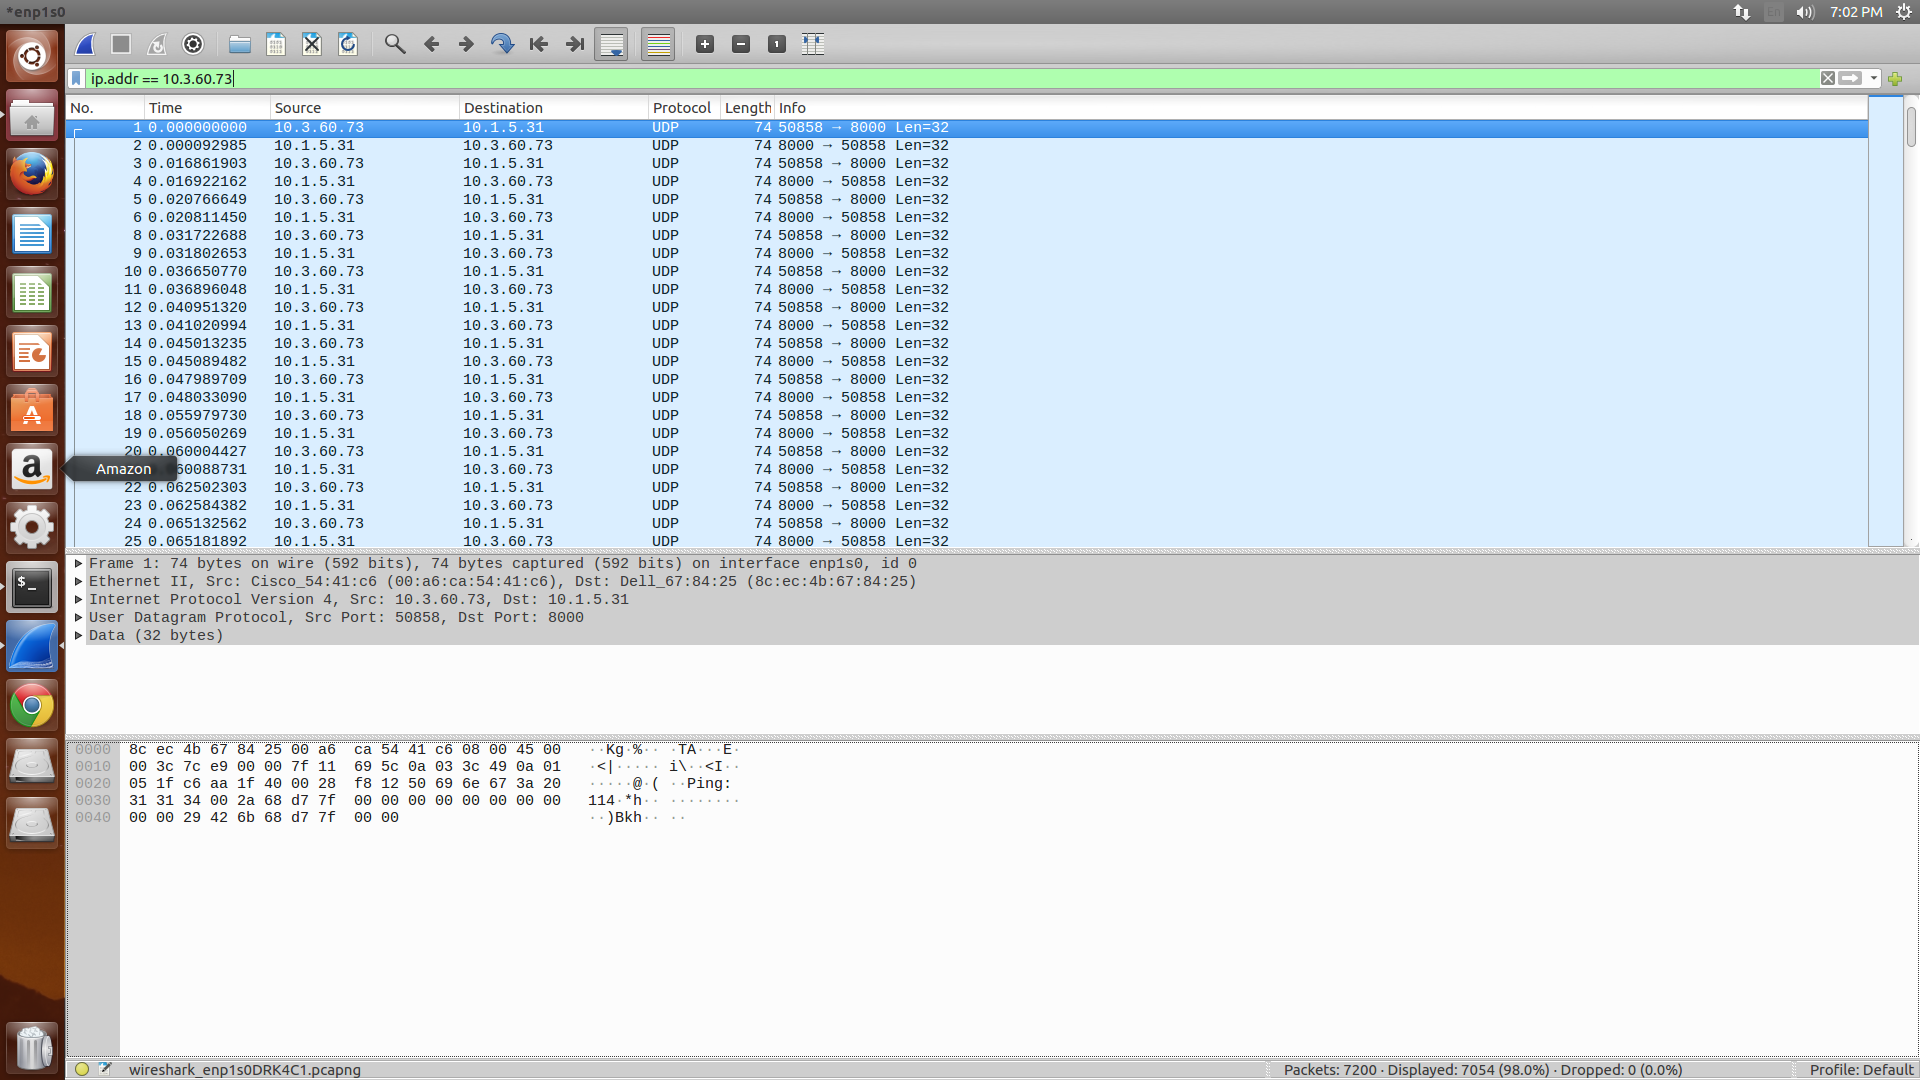 *enp1s0
En
7:02 PM
ip.addr == 10.3.60.73
No. Time Source Destination Protocol Length Info
1 0.000000000 10.3.60.73 10.1.5.31 UDP 74 50858 → 8000 Len=32
2 0.000092985 10.1.5.31 10.3.60.73 UDP 74 8000 → 50858 Len=32
3 0.016861903 10.3.60.73 10.1.5.31 UDP 74 50858 → 8000 Len=32
4 0.016922162 10.1.5.31 10.3.60.73 UDP 74 8000 → 50858 Len=32
5 0.020766649 10.3.60.73 10.1.5.31 UDP 74 50858 → 8000 Len=32
6 0.020811450 10.1.5.31 10.3.60.73 UDP 74 8000 → 50858 Len=32
8 0.031722688 10.3.60.73 10.1.5.31 UDP 74 50858 → 8000 Len=32
9 0.031802653 10.1.5.31 10.3.60.73 UDP 74 8000 → 50858 Len=32
10 0.036650770 10.3.60.73 10.1.5.31 UDP 74 50858 → 8000 Len=32
11 0.036896048 10.1.5.31 10.3.60.73 UDP 74 8000 → 50858 Len=32
12 0.040951320 10.3.60.73 10.1.5.31 UDP 74 50858 → 8000 Len=32
13 0.041020994 10.1.5.31 10.3.60.73 UDP 74 8000 → 50858 Len=32
14 0.045013235 10.3.60.73 10.1.5.31 UDP 74 50858 → 8000 Len=32
15 0.045089482 10.1.5.31 10.3.60.73 UDP 74 8000 → 50858 Len=32
16 0.047989709 10.3.60.73 10.1.5.31 UDP 74 50858 → 8000 Len=32
17 0.048033090 10.1.5.31 10.3.60.73 UDP 74 8000 → 50858 Len=32
18 0.055979730 10.3.60.73 10.1.5.31 UDP 74 50858 → 8000 Len=32
19 0.056050269 10.1.5.31 10.3.60.73 UDP 74 8000 → 50858 Len=32
20 0.060004427 10.3.60.73 10.1.5.31 UDP 74 50858 → 8000 Len=32
Amazon 60088731 10.1.5.31 10.3.60.73 UDP 74 8000 → 50858 Len=32
22 0.062502303 10.3.60.73 10.1.5.31 UDP 74 50858 → 8000 Len=32
23 0.062584382 10.1.5.31 10.3.60.73 UDP 74 8000 → 50858 Len=32
24 0.065132562 10.3.60.73 10.1.5.31 UDP 74 50858 → 8000 Len=32
25 0.065181892 10.1.5.31 10.3.60.73 UDP 74 8000 → 50858 Len=32
Frame 1: 74 bytes on wire (592 bits), 74 bytes captured (592 bits) on interface enp1s0, id 0
Ethernet II, Src: Cisco_54:41:c6 (00:a6:ca:54:41:c6), Dst: Dell_67:84:25 (8c:ec:4b:67:84:25)
Internet Protocol Version 4, Src: 10.3.60.73, Dst: 10.1.5.31
User Datagram Protocol, Src Port: 50858, Dst Port: 8000
Data (32 bytes)
0000 8c ec 4b 67 84 25 00 a6 ca 54 41 c6 08 00 45 00 ··Kg·%·· ·TA···E·
0010 00 3c 7c e9 00 00 7f 11 69 5c 0a 03 3c 49 0a 01 ·<|····· i\··<I··
0020 05 1f c6 aa 1f 40 00 28 f8 12 50 69 6e 67 3a 20 ·····@·( ··Ping:
0030 31 31 34 00 2a 68 d7 7f 00 00 00 00 00 00 00 00 114·*h·· ········
0040 00 00 29 42 6b 68 d7 7f 00 00 ··)Bkh·· ··
wireshark_enp1s0DRK4C1.pcapng
Packets: 7200 · Displayed: 7054 (98.0%) · Dropped: 0 (0.0%)
Profile: Default